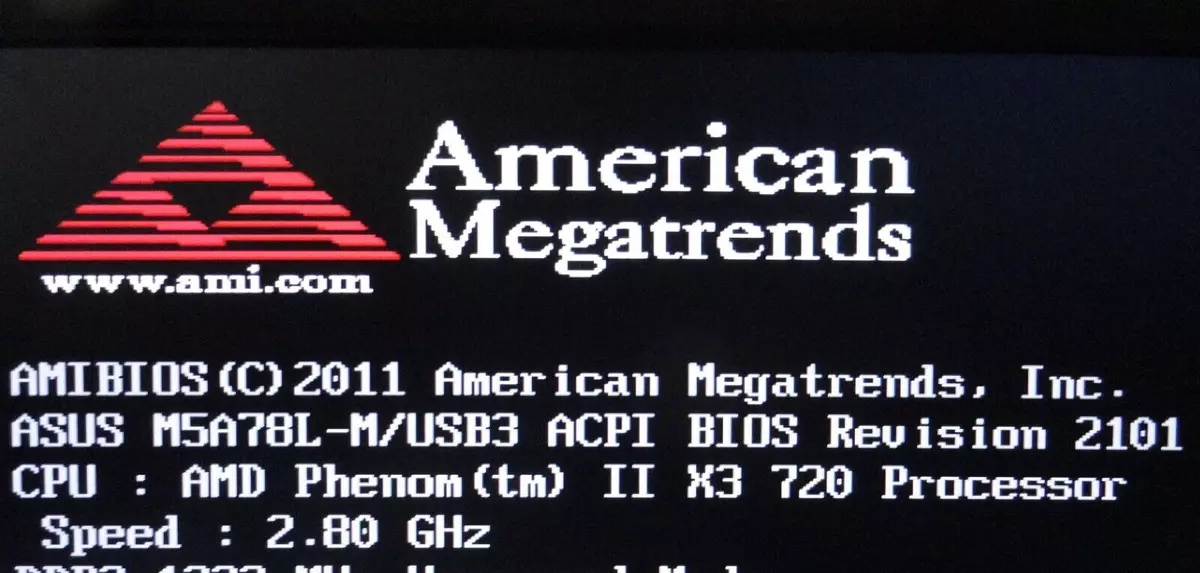 American
Megatrends
www.ami.com
AMIBIOS(C)2011 American Megatrends, Inc.
ASUS M5A78L-M/USB3 ACPI BIOS Revision 2101
CPU : AMD Phenom(tm) II X3 720 Processor
Speed : 2.80 GHz